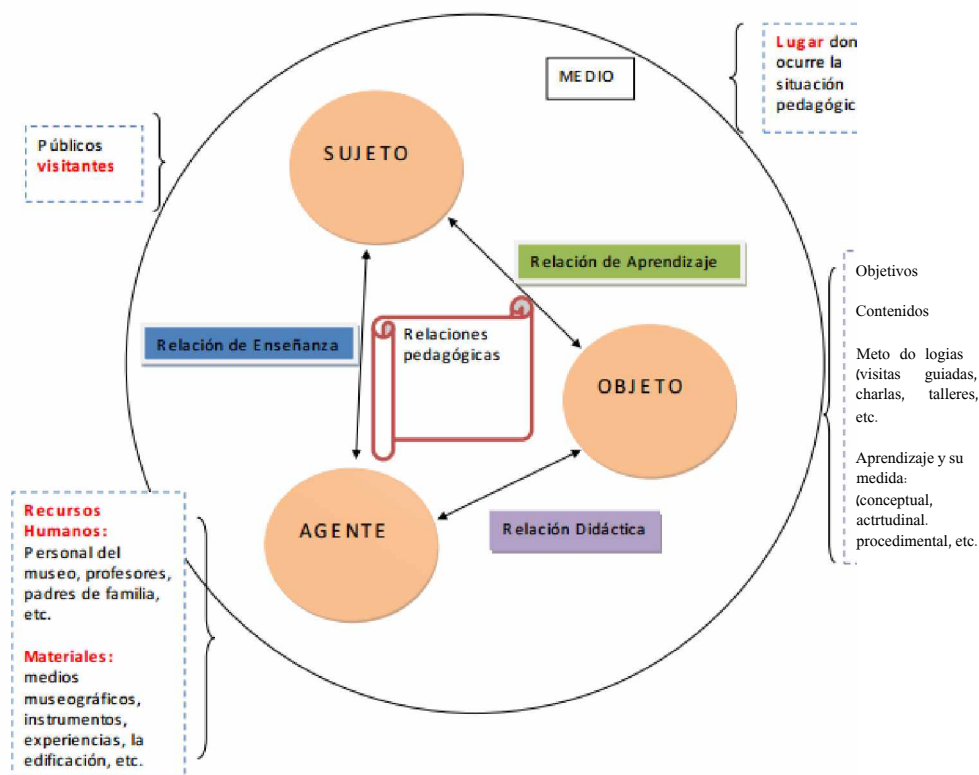 MEDIO
Lugar don
ocurre la
situación
pedagógic
Públicos
visitantes
SUJETO
Relación de Aprendizaje
Relación de Enseñanza
Relaciones
pedagógicas
OBJETO
Objetivos
Contenidos
Meto do logias
(visitas guiadas,
charlas, talleres,
etc.
Aprendizaje y su
medida:
(conceptual,
actrtudinal.
procedimental, etc.
AGENTE
Relación Didáctica
Recursos
Humanos:
Personal del
museo, profesores,
padres de familia,
etc.
Materiales:
medios
museográficos,
instrumentos,
experiencias, la
edificación, etc.